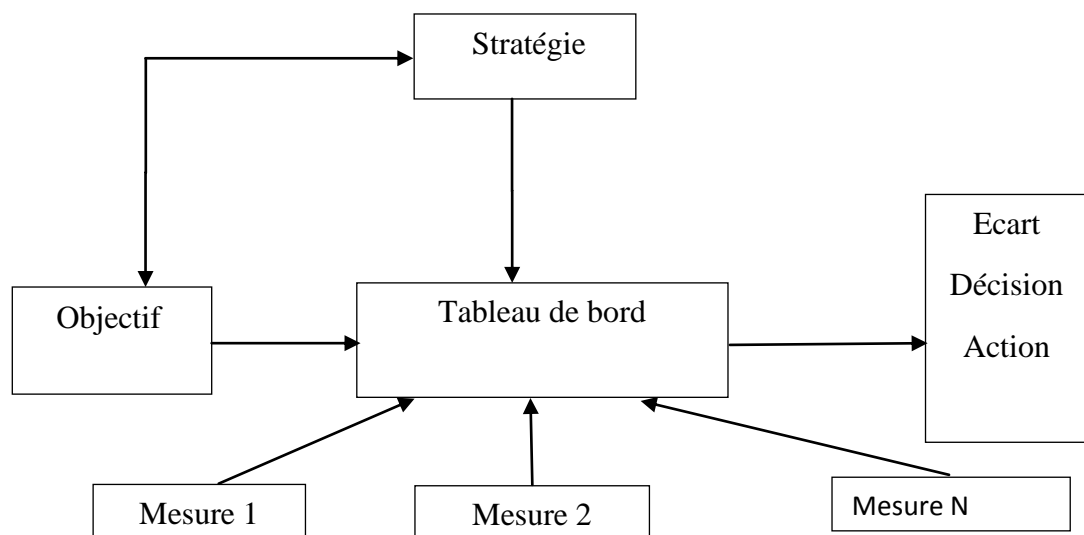 Stratégie
Objectif
Tableau de bord
Ecart
Décision
Action
Mesure 1
Mesure 2
Mesure N